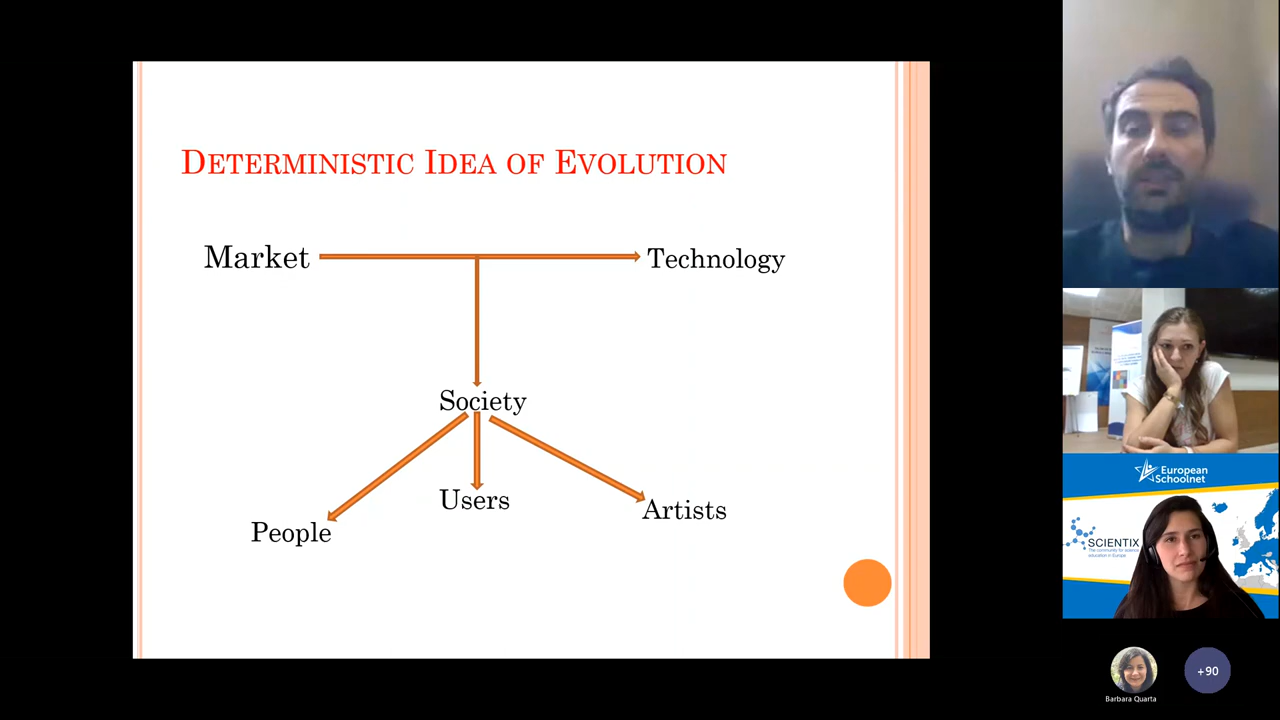 DETERMINISTIC IDEA OF EVOLUTION
Market
Technology
Society
Users
Artists
People
European
Schoolnet
SCIENTIX
The community for science
education in Europe
Barbara Quarta
+90